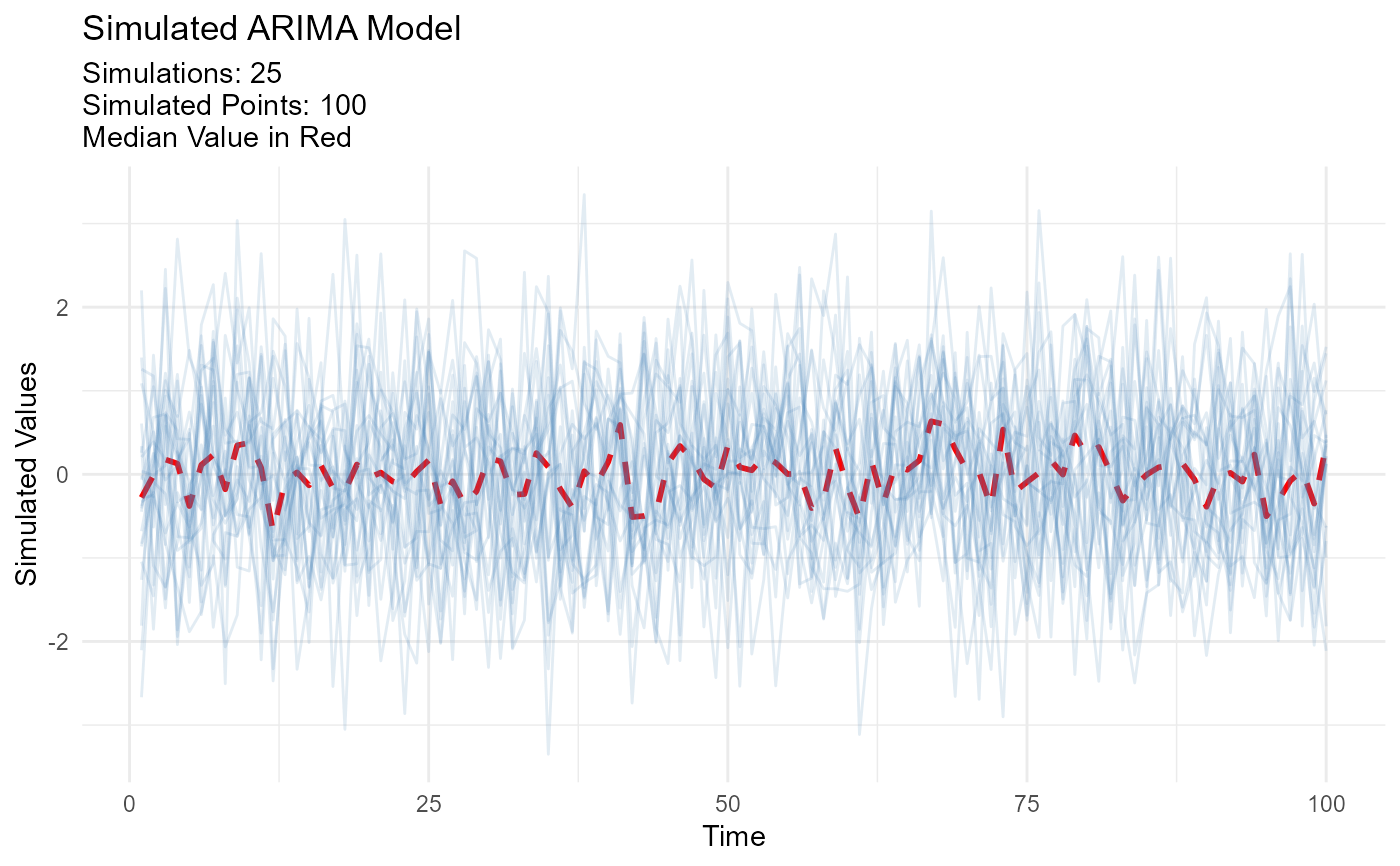 Simulated ARIMA Model
Simulations: 25
Simulated Points: 100
Median Value in Red
Simulated Values
2
0
-2
0
25
50
75
100
Time